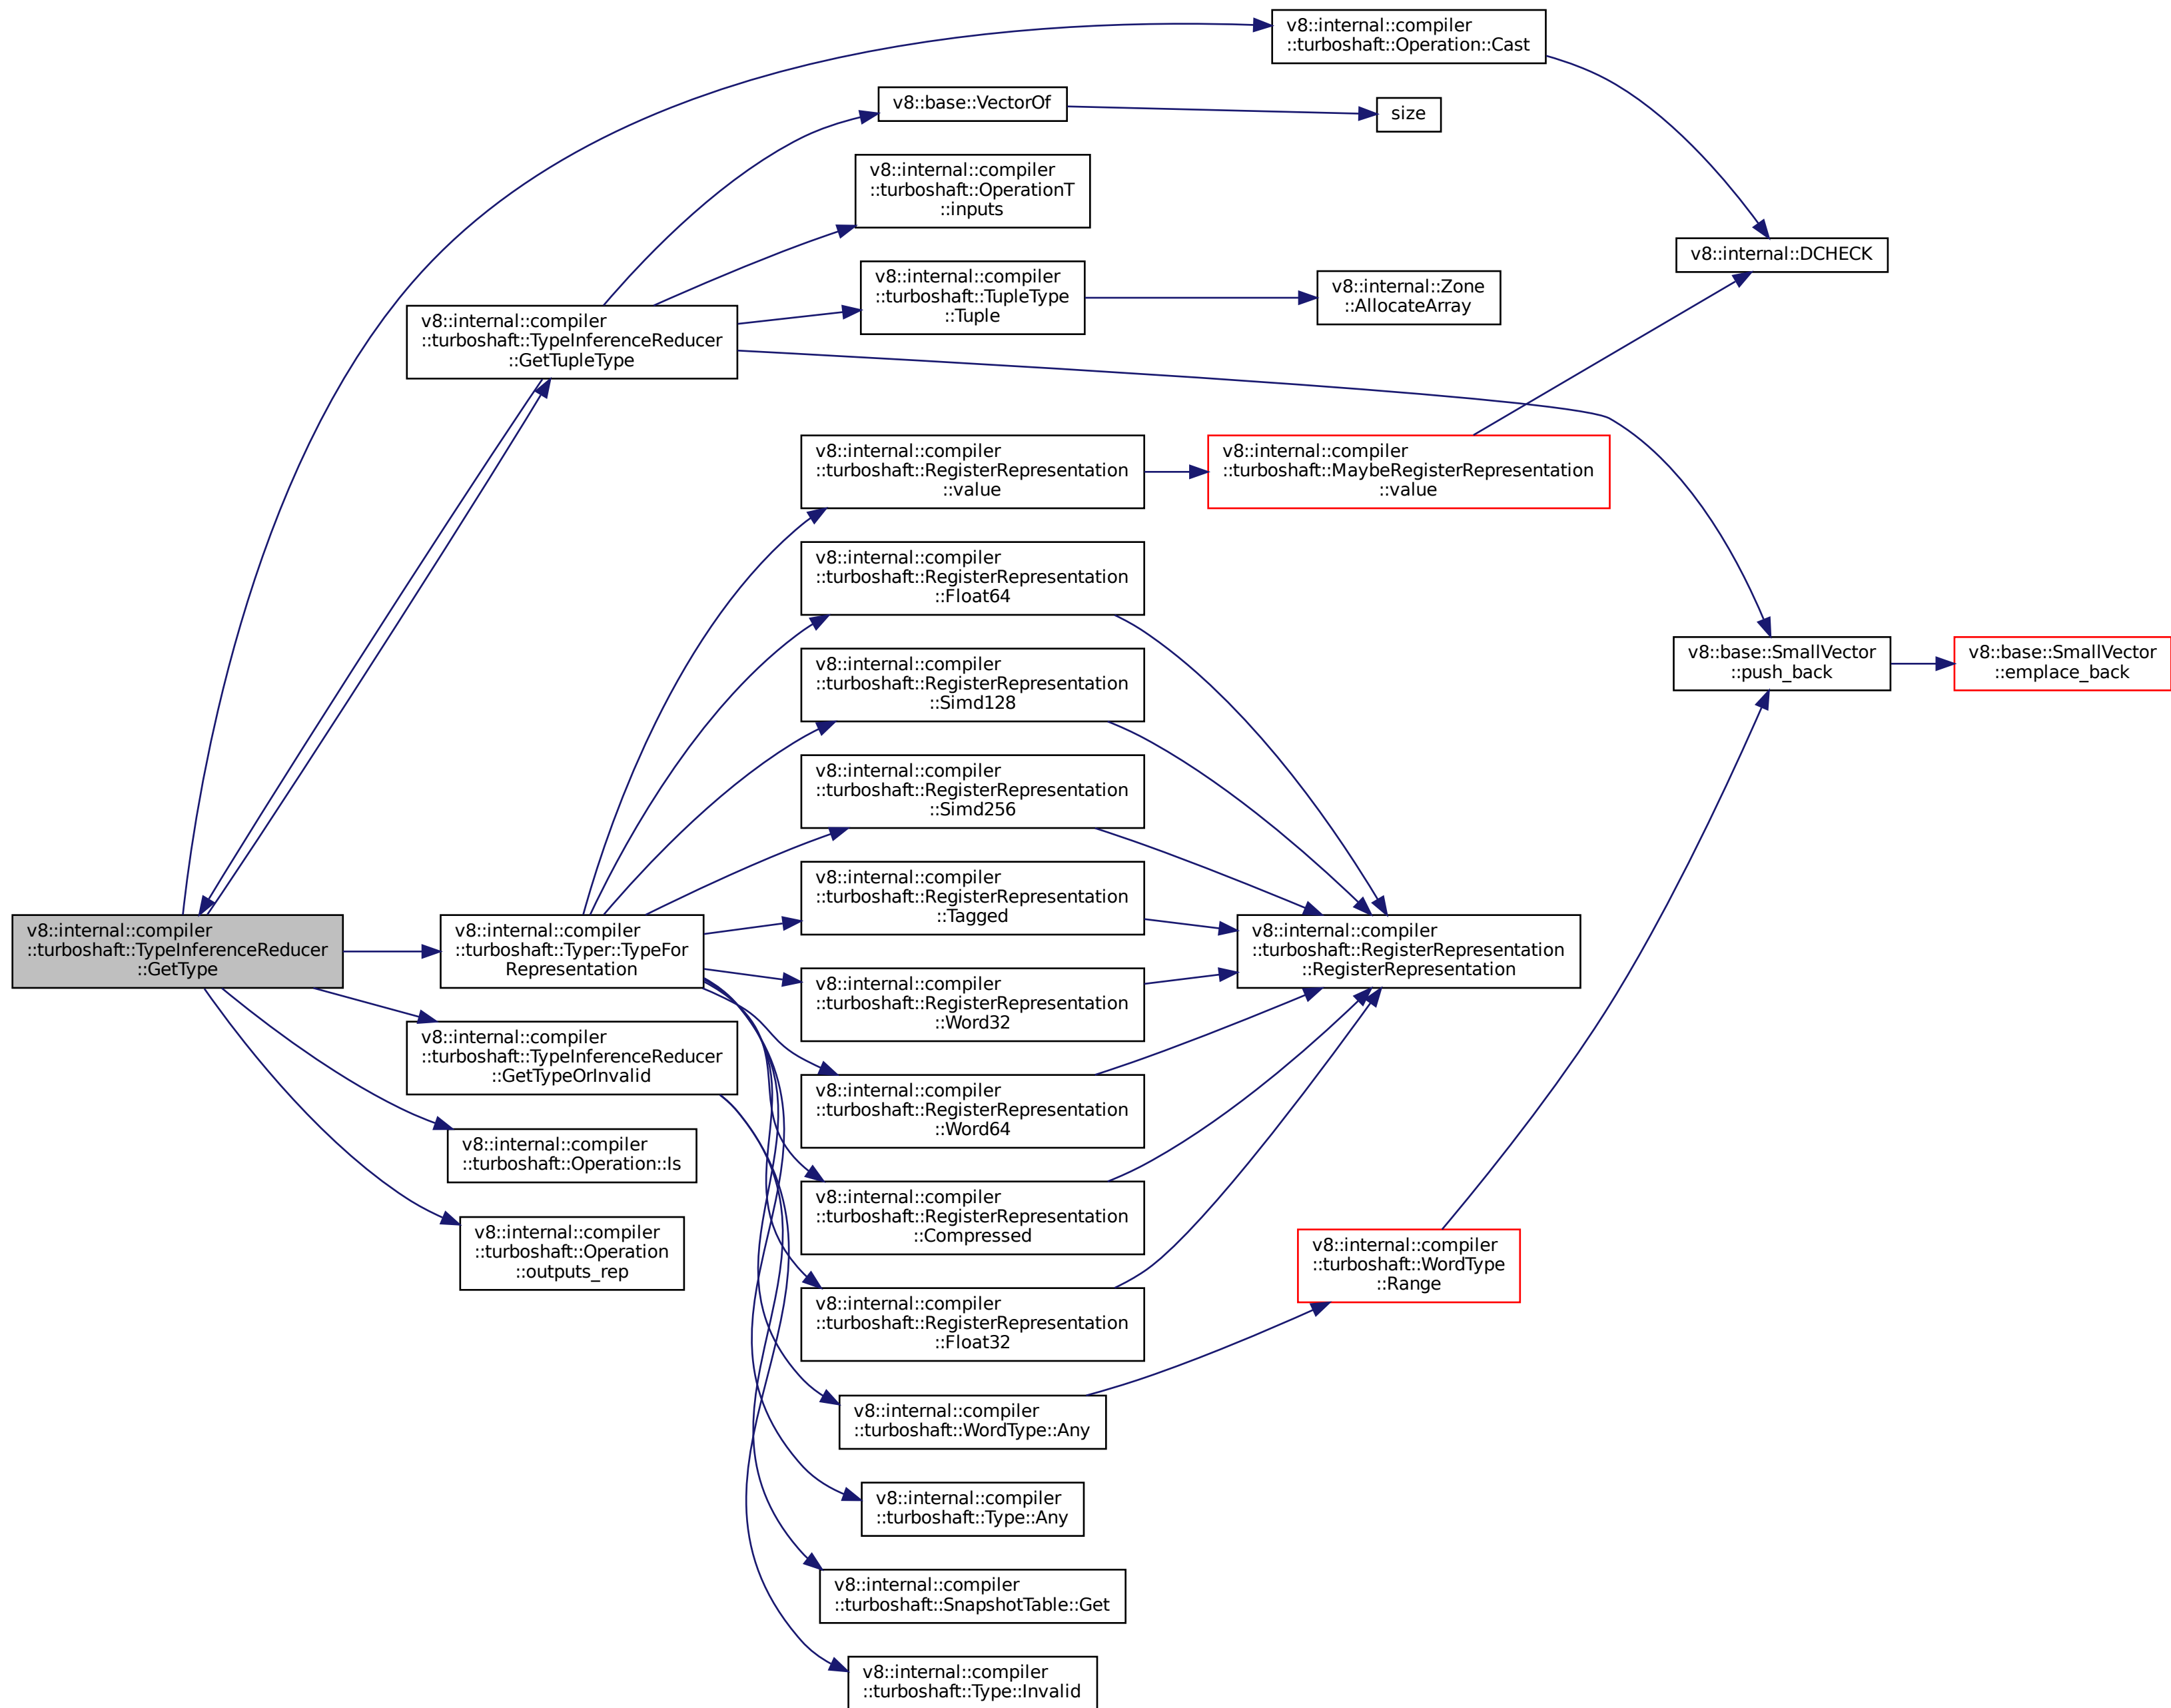 v8::internal::compiler
::turboshaft::Operation::Cast
v8::base::VectorOf
size
v8::internal::compiler
::turboshaft::OperationT
::inputs
v8::internal::DCHECK
v8::internal::compiler
::turboshaft::TupleType
::Tuple
v8::internal::Zone
::AllocateArray
v8::internal::compiler
::turboshaft::TypeInferenceReducer
::GetTupleType
v8::internal::compiler
::turboshaft::RegisterRepresentation
::value
v8::internal::compiler
::turboshaft::MaybeRegisterRepresentation
::value
v8::internal::compiler
::turboshaft::RegisterRepresentation
::Float64
v8::base::SmallVector
::push_back
v8::base::SmallVector
::emplace_back
v8::internal::compiler
::turboshaft::RegisterRepresentation
::Simd128
v8::internal::compiler
::turboshaft::RegisterRepresentation
::Simd256
v8::internal::compiler
::turboshaft::RegisterRepresentation
::Tagged
v8::internal::compiler
::turboshaft::TypeInferenceReducer
::GetType
v8::internal::compiler
::turboshaft::Typer::TypeFor
Representation
v8::internal::compiler
::turboshaft::RegisterRepresentation
::RegisterRepresentation
v8::internal::compiler
::turboshaft::RegisterRepresentation
::Word32
v8::internal::compiler
::turboshaft::TypeInferenceReducer
::GetTypeOrInvalid
v8::internal::compiler
::turboshaft::RegisterRepresentation
::Word64
v8::internal::compiler
::turboshaft::Operation::Is
v8::internal::compiler
::turboshaft::RegisterRepresentation
::Compressed
v8::internal::compiler
::turboshaft::Operation
::outputs_rep
v8::internal::compiler
::turboshaft::WordType
::Range
v8::internal::compiler
::turboshaft::RegisterRepresentation
::Float32
v8::internal::compiler
::turboshaft::WordType::Any
v8::internal::compiler
::turboshaft::Type::Any
v8::internal::compiler
::turboshaft::SnapshotTable::Get
v8::internal::compiler
::turboshaft::Type::Invalid